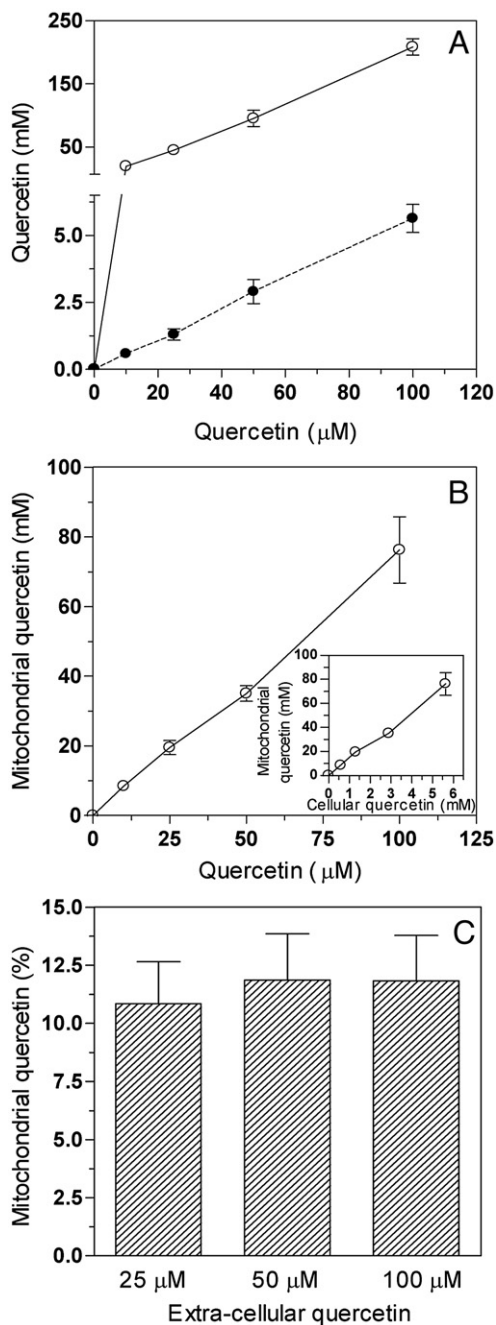 A
250
150
50
5.0
2.5
0.0
Quercetin (mM)
0 20 40 60 80 100 120
Quercetin (μM)
B
100
80
60
40
20
0
Mitochondrial quercetin (mM)
100
80
60
40
20
0
Mitochondrial
quercetin (mM)
0 1 2 3 4 5 6
Cellular quercetin (mM)
0 25 50 75 100 125
Quercetin ( μM)
C
15.0
12.5
10.0
7.5
5.0
2.5
0.0
Mitochondrial quercetin (%)
25 μM 50 μM 100 μM
Extra-cellular quercetin